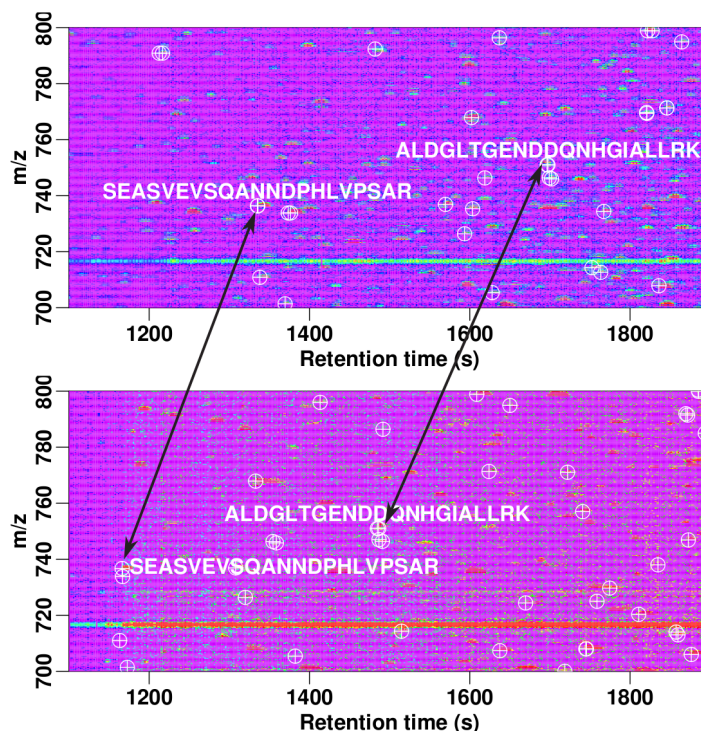 800
780
760
740
720
700
m/z
ALDGLTGENDDQNHGIALLRK
SEASVEVSQANNDPHLVPSAR
1200 1400 1600 1800
Retention time (s)
800
780
760
740
720
700
m/z
ALDGLTGENDDQNHGIALLRK
SEASVEVSQANNDPHLVPSAR
1200 1400 1600 1800
Retention time (s)